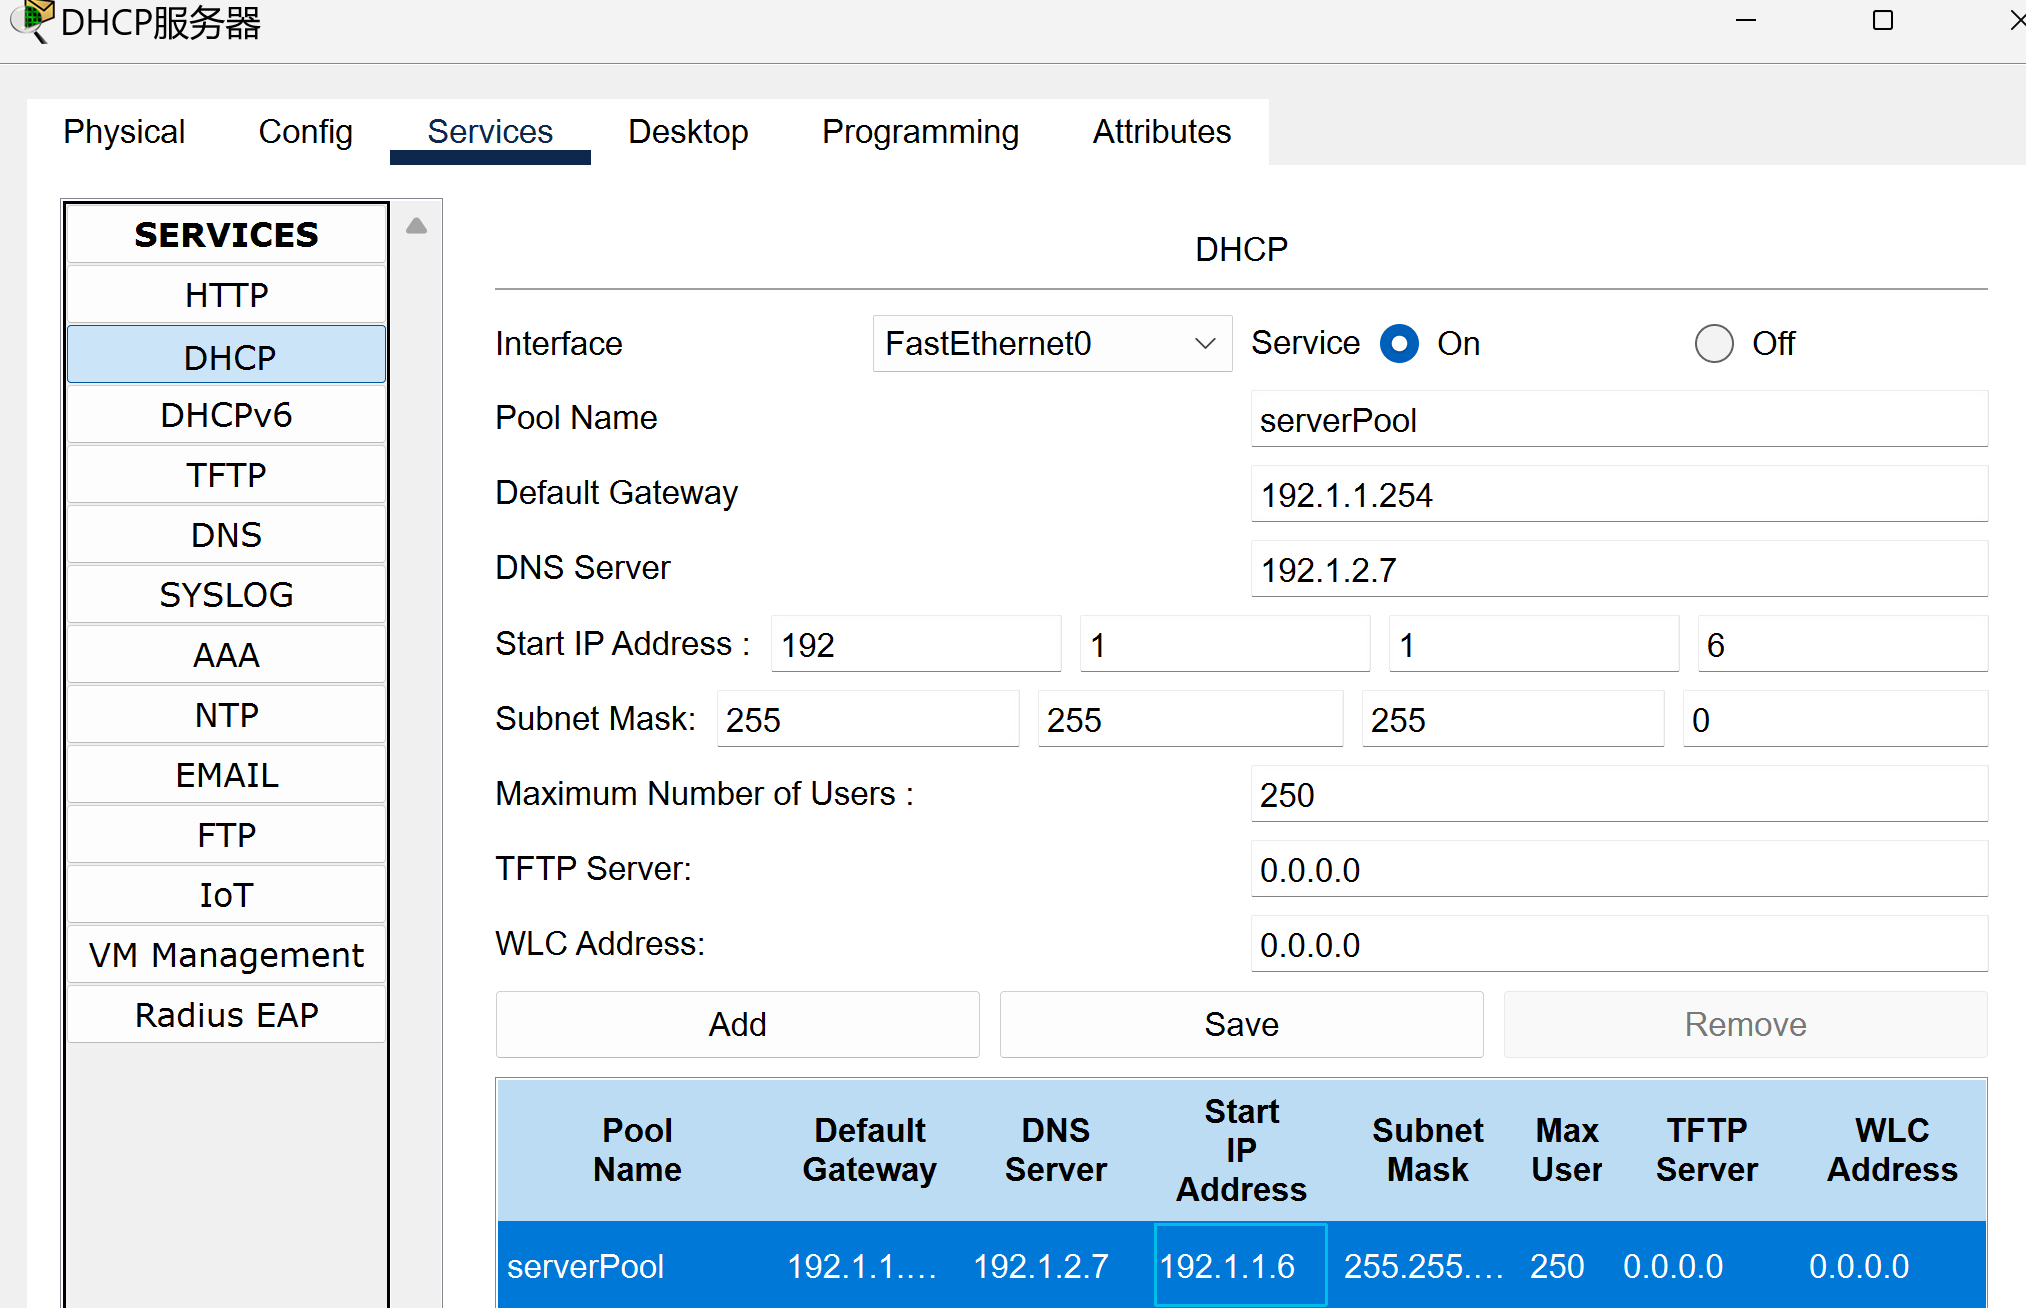 DHCP服务器
Physical Config Services Desktop Programming Attributes
SERVICES
HTTP
DHCP
DHCPv6
TFTP
DNS
SYSLOG
AAA
NTP
EMAIL
FTP
IoT
VM Management
Radius EAP
DHCP
Interface FastEthernet0 Service On Off
Pool Name serverPool
Default Gateway 192.1.1.254
DNS Server 192.1.2.7
Start IP Address : 192 1 1 6
Subnet Mask: 255 255 255 0
Maximum Number of Users : 250
TFTP Server: 0.0.0.0
WLC Address: 0.0.0.0
Add Save Remove
Pool Name Default Gateway DNS Server Start IP Address Subnet Mask Max User TFTP Server WLC Address
serverPool 192.1.1.... 192.1.2.7 192.1.1.6 255.255.... 250 0.0.0.0 0.0.0.0